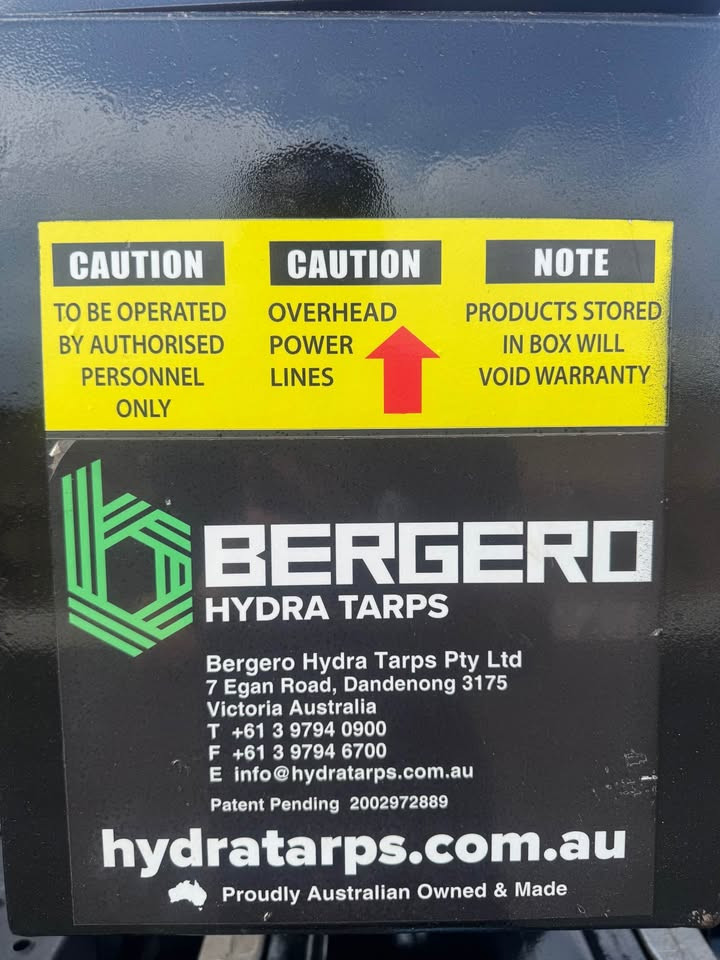 CAUTION
TO BE OPERATED
BY AUTHORISED
PERSONNEL
ONLY
CAUTION
OVERHEAD
POWER
LINES
NOTE
PRODUCTS STORED
IN BOX WILL
VOID WARRANTY
BERGERO
HYDRA TARPS
Bergero Hydra Tarps Pty Ltd
7 Egan Road, Dandenong 3175
Victoria Australia
T +61 3 9794 0900
F +61 3 9794 6700
E info@hydratarps.com.au
Patent Pending 2002972889
hydratarps.com.au
Proudly Australian Owned & Made